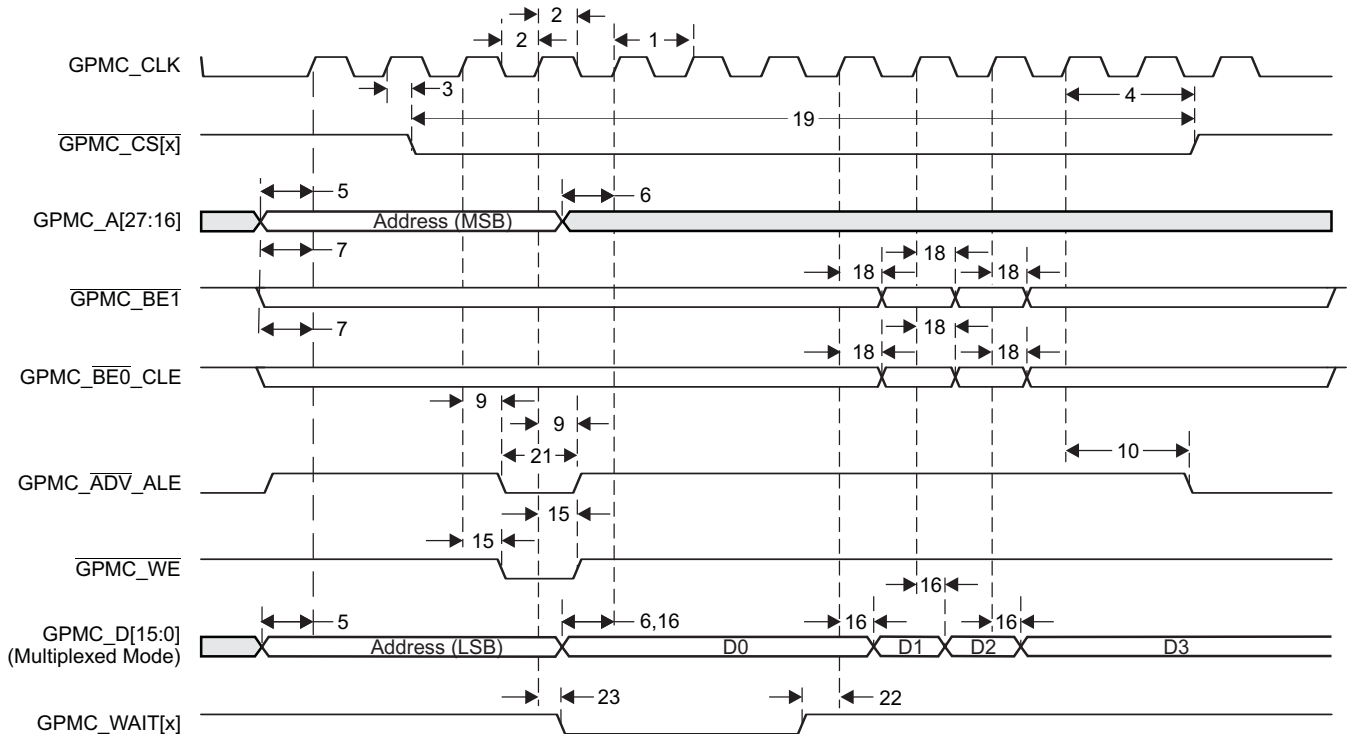 2
2
1
GPMC_CLK
3
4
19
GPMC_CS[x]
5
6
GPMC_A[27:16]
Address (MSB)
7
18
18
18
GPMC_BE1
7
18
18
18
GPMC_BE0_CLE
9
9
21
10
GPMC_ADV_ALE
15
15
GPMC_WE
16
5
6,16
16
16
GPMC_D[15:0]
(Multiplexed Mode)
Address (LSB)
D0
D1
D2
D3
23
22
GPMC_WAIT[x]